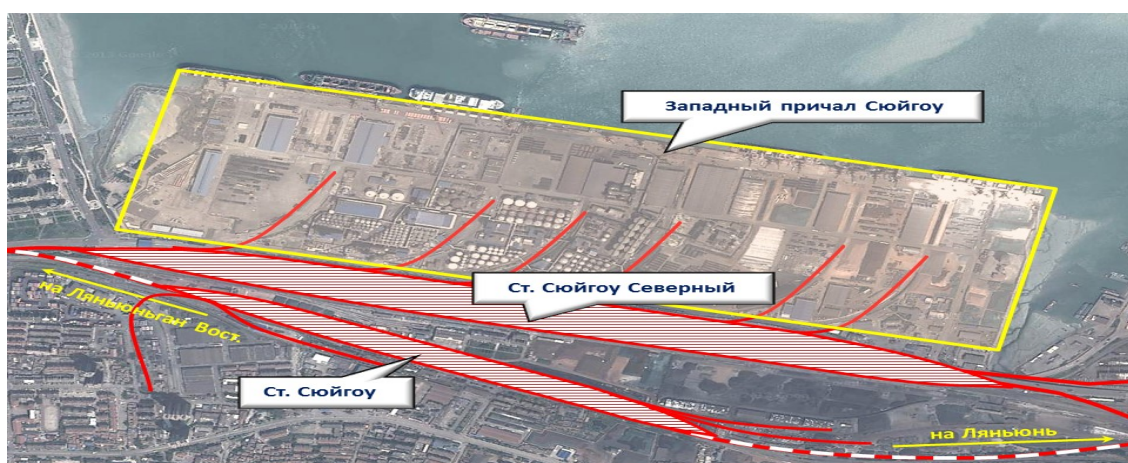 Западный причал Сюйгоу
Ст. Сюйгоу Северный
на Ляньюньган Вост.
Ст. Сюйгоу
на Ляньюнь